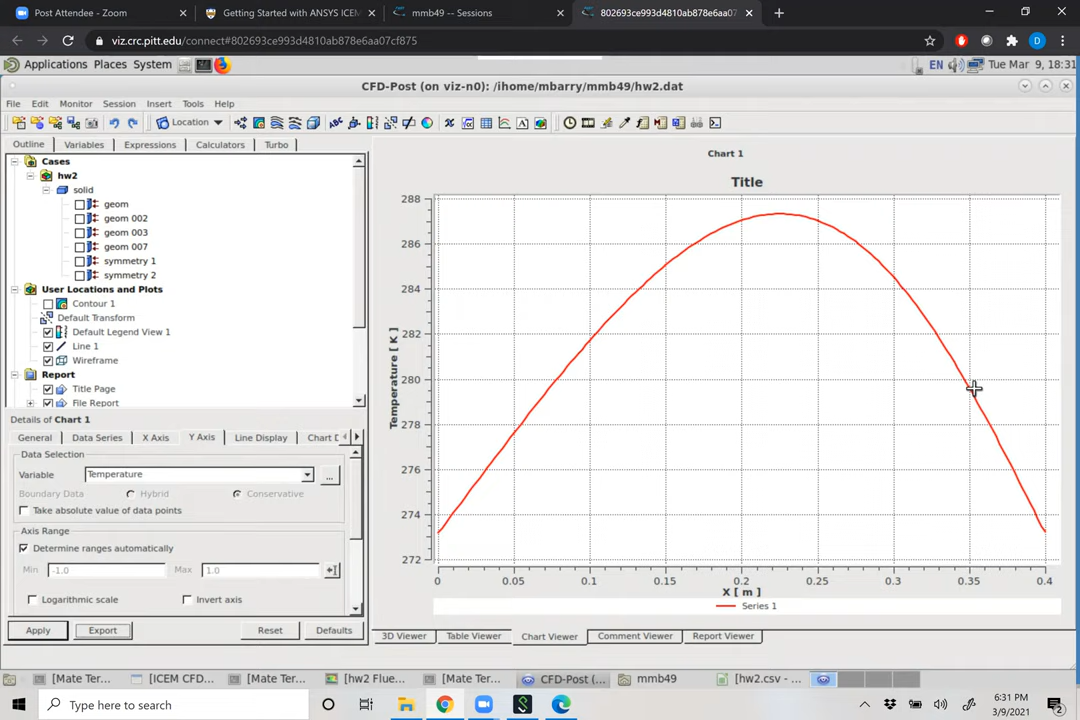 Post Attendee - Zoom
Getting Started with ANSYS ICEM
mmb49 -- Sessions
802693ce993d4810ab878e6aa07
viz.crc.pitt.edu/connect#802693ce993d4810ab878e6aa07cf875
D
Applications Places System
EN
Tue Mar 9, 18:31
CFD-Post (on viz-n0): /ihome/mbarry/mmb49/hw2.dat
File Edit Monitor Session Insert Tools Help
Location
Outline Variables Expressions Calculators Turbo
Cases
hw2
solid
geom
geom 002
geom 003
geom 007
symmetry 1
symmetry 2
User Locations and Plots
Contour 1
Default Transform
Default Legend View 1
Line 1
Wireframe
Report
Title Page
File Report
Details of Chart 1
General Data Series X Axis Y Axis Line Display Chart D
Data Selection
Variable Temperature ...
Boundary Data Hybrid Conservative
Take absolute value of data points
Axis Range
Determine ranges automatically
Min -1.0 Max 1.0
Logarithmic scale Invert axis
Apply Export Reset Defaults
Chart 1
Title
288
286
284
282
280
278
276
274
272
Temperature [ K ]
0 0.05 0.1 0.15 0.2 0.25 0.3 0.35 0.4
X [ m ]
Series 1
3D Viewer Table Viewer Chart Viewer Comment Viewer Report Viewer
[Mate Ter... [ICEM CFD... [Mate Ter... [hw2 Flue... [Mate Ter... CFD-Post (... mmb49 [hw2.csv - ...
Type here to search
6:31 PM
3/9/2021
2